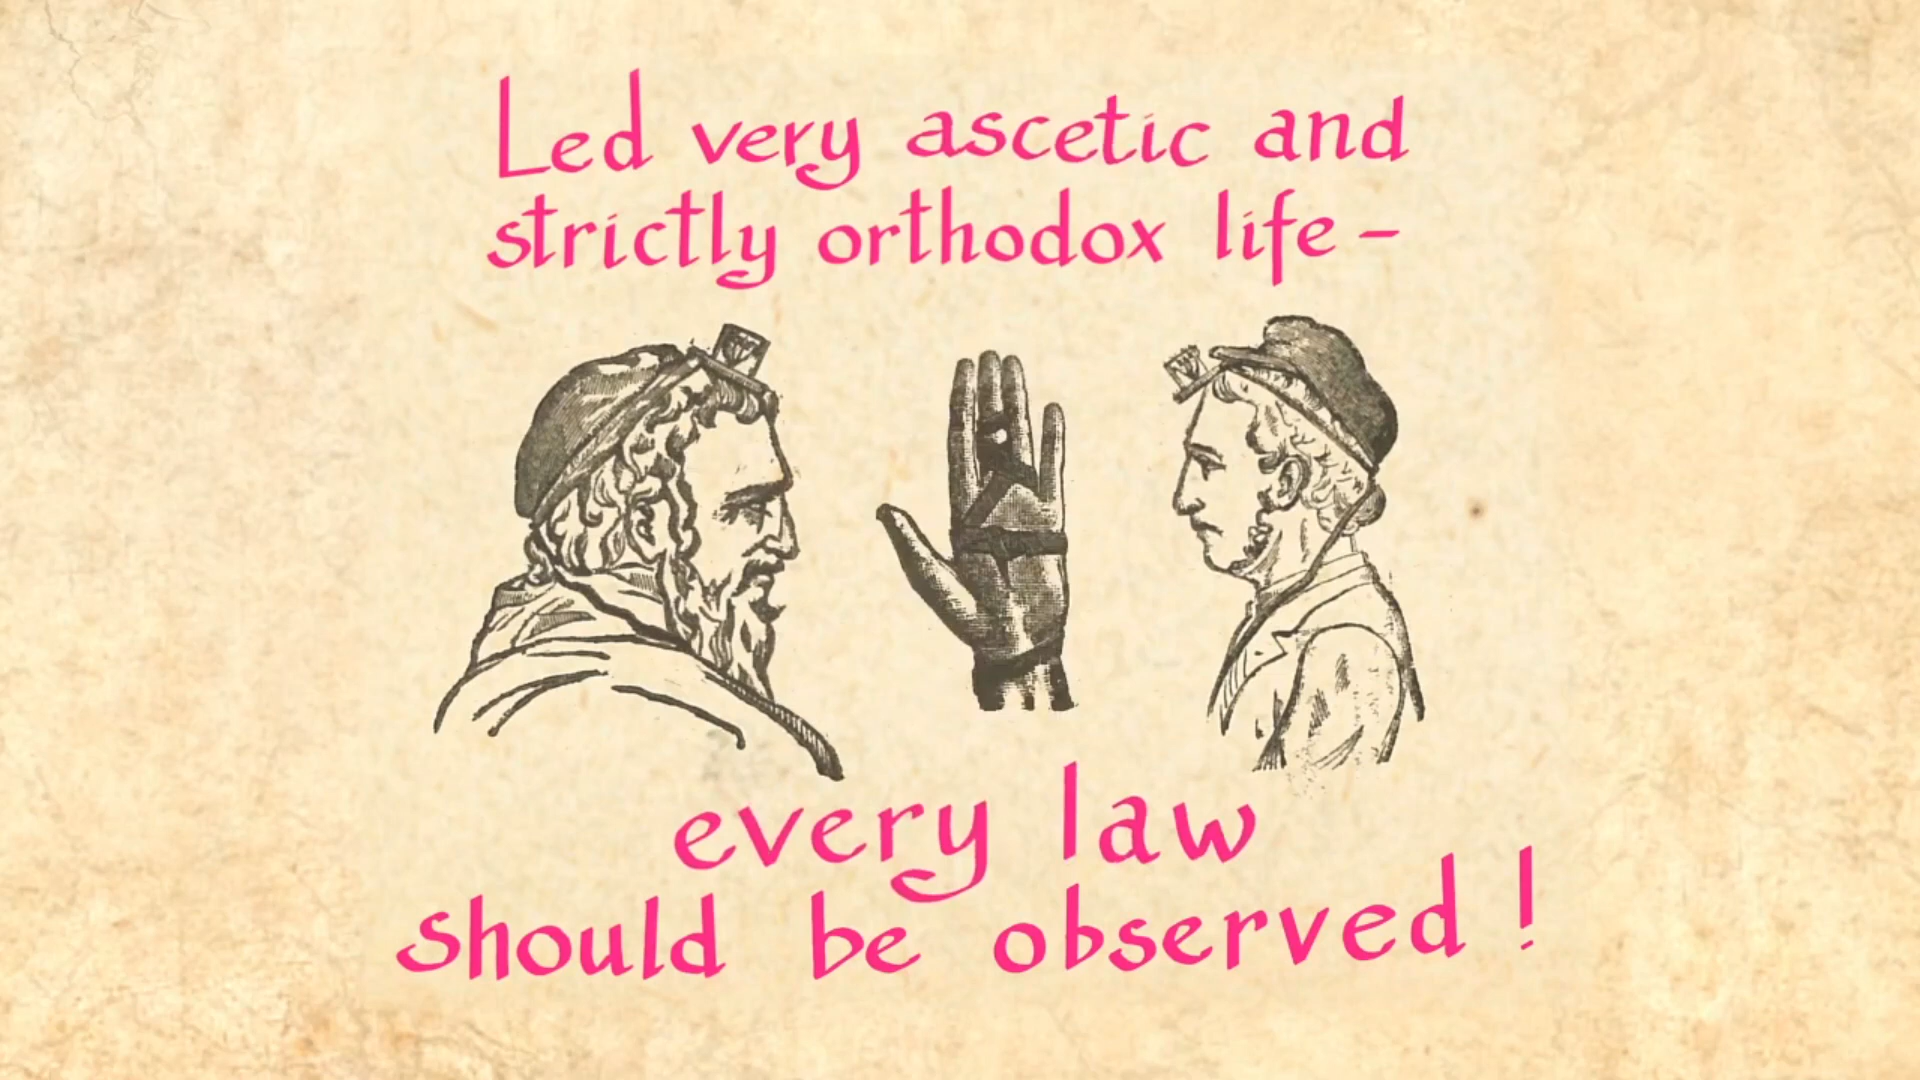 Led very ascetic and
strictly orthodox life –
every law
should be observed !